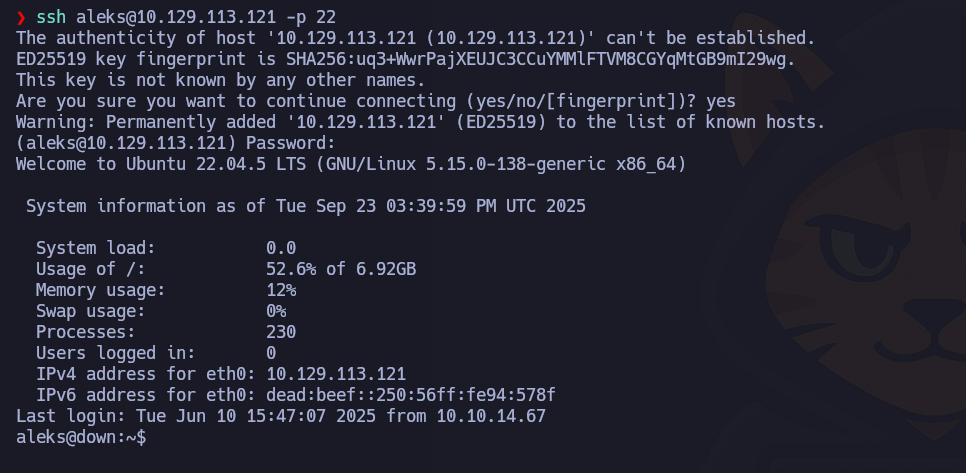 ❯ ssh aleks@10.129.113.121 -p 22
The authenticity of host '10.129.113.121 (10.129.113.121)' can't be established.
ED25519 key fingerprint is SHA256:uq3+WwrPajXEUJC3CCuYMMlFTVM8CGYqMtGB9mI29wg.
This key is not known by any other names.
Are you sure you want to continue connecting (yes/no/[fingerprint])? yes
Warning: Permanently added '10.129.113.121' (ED25519) to the list of known hosts.
(aleks@10.129.113.121) Password:
Welcome to Ubuntu 22.04.5 LTS (GNU/Linux 5.15.0-138-generic x86_64)
System information as of Tue Sep 23 03:39:59 PM UTC 2025
System load:           0.0
Usage of /:            52.6% of 6.92GB
Memory usage:          12%
Swap usage:            0%
Processes:             230
Users logged in:       0
IPv4 address for eth0: 10.129.113.121
IPv6 address for eth0: dead:beef::250:56ff:fe94:578f
Last login: Tue Jun 10 15:47:07 2025 from 10.10.14.67
aleks@down:~$